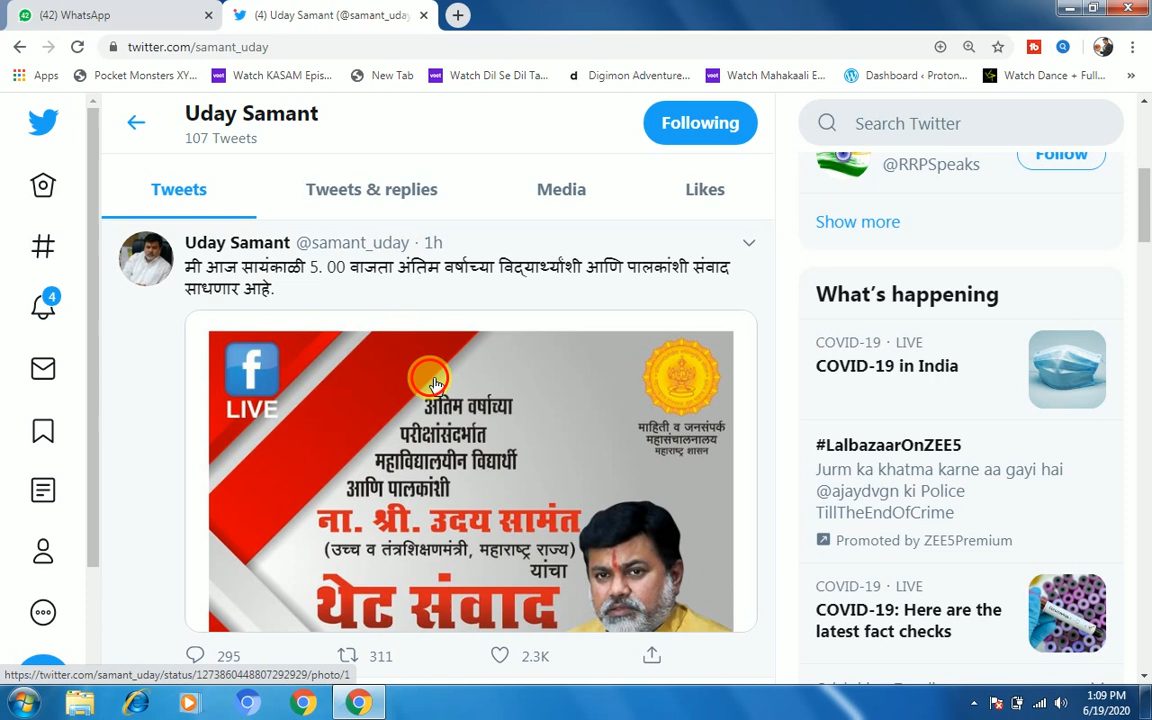 (42) WhatsApp
(4) Uday Samant (@samant_uday
twitter.com/samant_uday
Apps
Pocket Monsters XY...
Watch KASAM Epis...
New Tab
Watch Dil Se Dil Ta...
Digimon Adventure...
Watch Mahakaali E...
Dashboard ‹ Proton...
Watch Dance + Full...
Uday Samant
107 Tweets
Following
Tweets
Tweets & replies
Media
Likes
Uday Samant @samant_uday · 1h
मी आज सायंकाळी 5. 00 वाजता अंतिम वर्षाच्या विद्यार्थ्यांशी आणि पालकांशी संवाद
साधणार आहे.
f
LIVE
अंतिम वर्षाच्या
परीक्षांसंदर्भात
महाविद्यालयीन विद्यार्थी
आणि पालकांशी
ना. श्री. उदय सामंत
(उच्च व तंत्रशिक्षणमंत्री, महाराष्ट्र राज्य)
यांचा
थेट संवाद
माहिती व जनसंपर्क
महासंचालनालय
महाराष्ट्र शासन
295
311
2.3K
4
Search Twitter
@RRPSpeaks
Follow
Show more
What's happening
COVID-19 · LIVE
COVID-19 in India
#LalbazaarOnZEE5
Jurm ka khatma karne aa gayi hai
@ajaydvgn ki Police
TillTheEndOfCrime
Promoted by ZEE5Premium
COVID-19 · LIVE
COVID-19: Here are the
latest fact checks
https://twitter.com/samant_uday/status/1273860448807292929/photo/1
1:09 PM
6/19/2020